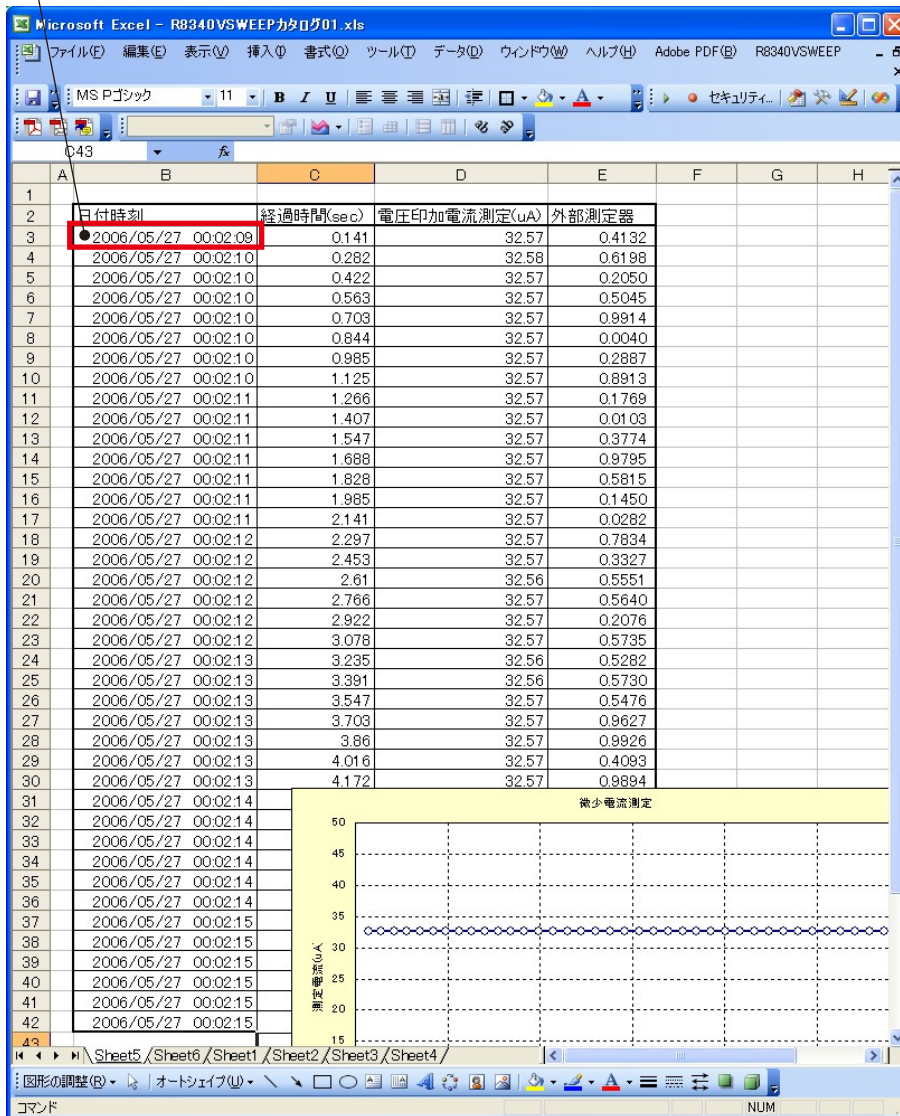 Microsoft Excel - R8340VSWEEPカタログ01.xls
ファイル(F) 編集(E) 表示(V) 挿入(I) 書式(O) ツール(T) データ(D) ウィンドウ(W) ヘルプ(H) Adobe PDF(B) R8340VSWEEP
MS Pゴシック 11 B I U A セキュリティ...
C43 fx
A B C D E F G H
1
2 日付時刻 経過時間(sec) 電圧印加電流測定(uA) 外部測定器
3 2006/05/27 00:02:09 0.141 32.57 0.4132
4 2006/05/27 00:02:10 0.282 32.58 0.6198
5 2006/05/27 00:02:10 0.422 32.57 0.2050
6 2006/05/27 00:02:10 0.563 32.57 0.5045
7 2006/05/27 00:02:10 0.703 32.57 0.9914
8 2006/05/27 00:02:10 0.844 32.57 0.0040
9 2006/05/27 00:02:10 0.985 32.57 0.2887
10 2006/05/27 00:02:10 1.125 32.57 0.8913
11 2006/05/27 00:02:11 1.266 32.57 0.1769
12 2006/05/27 00:02:11 1.407 32.57 0.0103
13 2006/05/27 00:02:11 1.547 32.57 0.3774
14 2006/05/27 00:02:11 1.688 32.57 0.9795
15 2006/05/27 00:02:11 1.828 32.57 0.5815
16 2006/05/27 00:02:11 1.985 32.57 0.1450
17 2006/05/27 00:02:11 2.141 32.57 0.0282
18 2006/05/27 00:02:12 2.297 32.57 0.7834
19 2006/05/27 00:02:12 2.453 32.57 0.3327
20 2006/05/27 00:02:12 2.61 32.56 0.5551
21 2006/05/27 00:02:12 2.766 32.57 0.5640
22 2006/05/27 00:02:12 2.922 32.57 0.2076
23 2006/05/27 00:02:12 3.078 32.57 0.5735
24 2006/05/27 00:02:13 3.235 32.56 0.5282
25 2006/05/27 00:02:13 3.391 32.56 0.5730
26 2006/05/27 00:02:13 3.547 32.57 0.5476
27 2006/05/27 00:02:13 3.703 32.57 0.9627
28 2006/05/27 00:02:13 3.86 32.57 0.9926
29 2006/05/27 00:02:13 4.016 32.57 0.4093
30 2006/05/27 00:02:13 4.172 32.57 0.9894
31 2006/05/27 00:02:14
32 2006/05/27 00:02:14
33 2006/05/27 00:02:14
34 2006/05/27 00:02:14
35 2006/05/27 00:02:14
36 2006/05/27 00:02:14
37 2006/05/27 00:02:15
38 2006/05/27 00:02:15
39 2006/05/27 00:02:15
40 2006/05/27 00:02:15
41 2006/05/27 00:02:15
42 2006/05/27 00:02:15
43
微少電流測定
50
45
40
35
30
25
20
15
測定電流(uA)
Sheet5 Sheet6 Sheet1 Sheet2 Sheet3 Sheet4
図形の調整(R) オートシェイプ(U) A
コマンド NUM